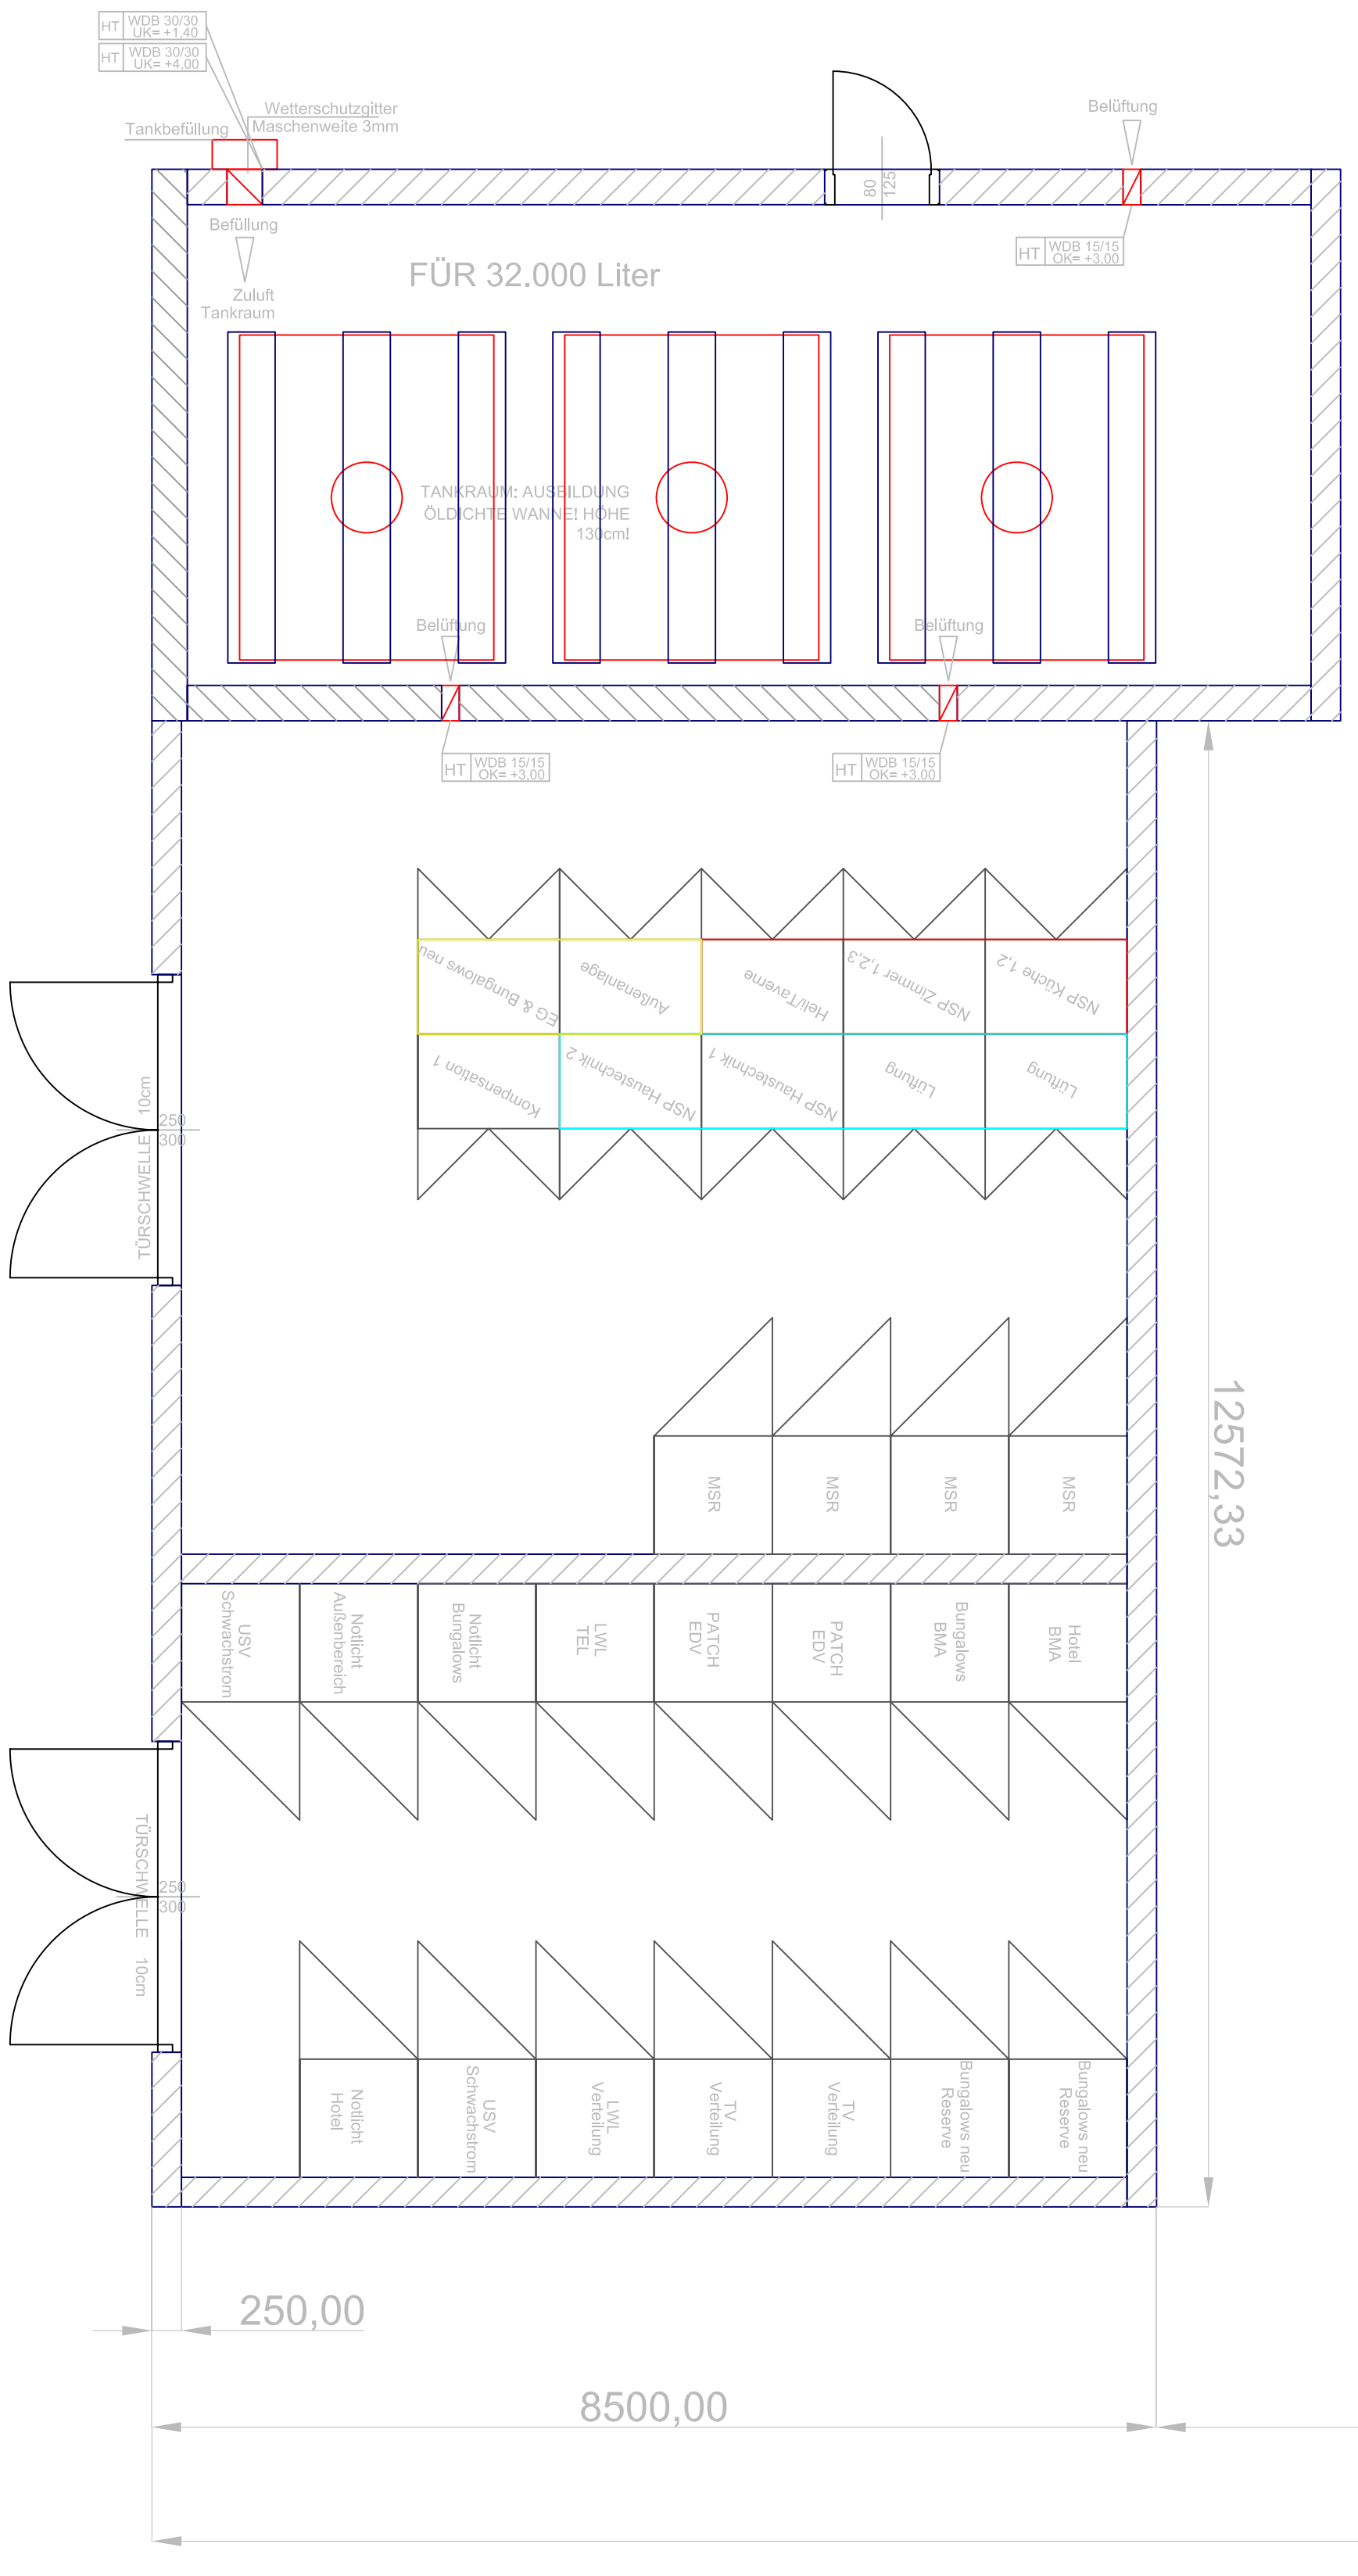 HT WDB 30/30
UK= +1,40
HT WDB 30/30
UK= +4,00
Wetterschutzgitter
Maschenweite 3mm
Tankbefüllung
Belüftung
80
125
Befüllung
Zuluft
Tankraum
FÜR 32.000 Liter
HT WDB 15/15
OK= +3,00
TANKRAUM: AUSBILDUNG
ÖLDICHTE WANNE! HÖHE
130cm!
Belüftung
Belüftung
HT WDB 15/15
OK= +3,00
HT WDB 15/15
OK= +3,00
EG & Bungalows neu
Außenanlage
Heli/Taverne
NSP Zimmer 1,2,3
NSP Küche 1,2
Kompensation 1
NSP Haustechnik 2
NSP Haustechnik 1
Lüftung
Lüftung
TÜRSCHWELLE 10cm
250
300
12572,33
MSR
MSR
MSR
MSR
USV
Schwachstrom
Notlicht
Außenbereich
Notlicht
Bungalows
LWL
TEL
PATCH
EDV
PATCH
EDV
Bungalows
BMA
Hotel
BMA
TÜRSCHWELLE 10cm
250
300
Notlicht
Hotel
USV
Schwachstrom
LWL
Verteilung
TV
Verteilung
TV
Verteilung
Bungalows neu
Reserve
Bungalows neu
Reserve
250,00
8500,00